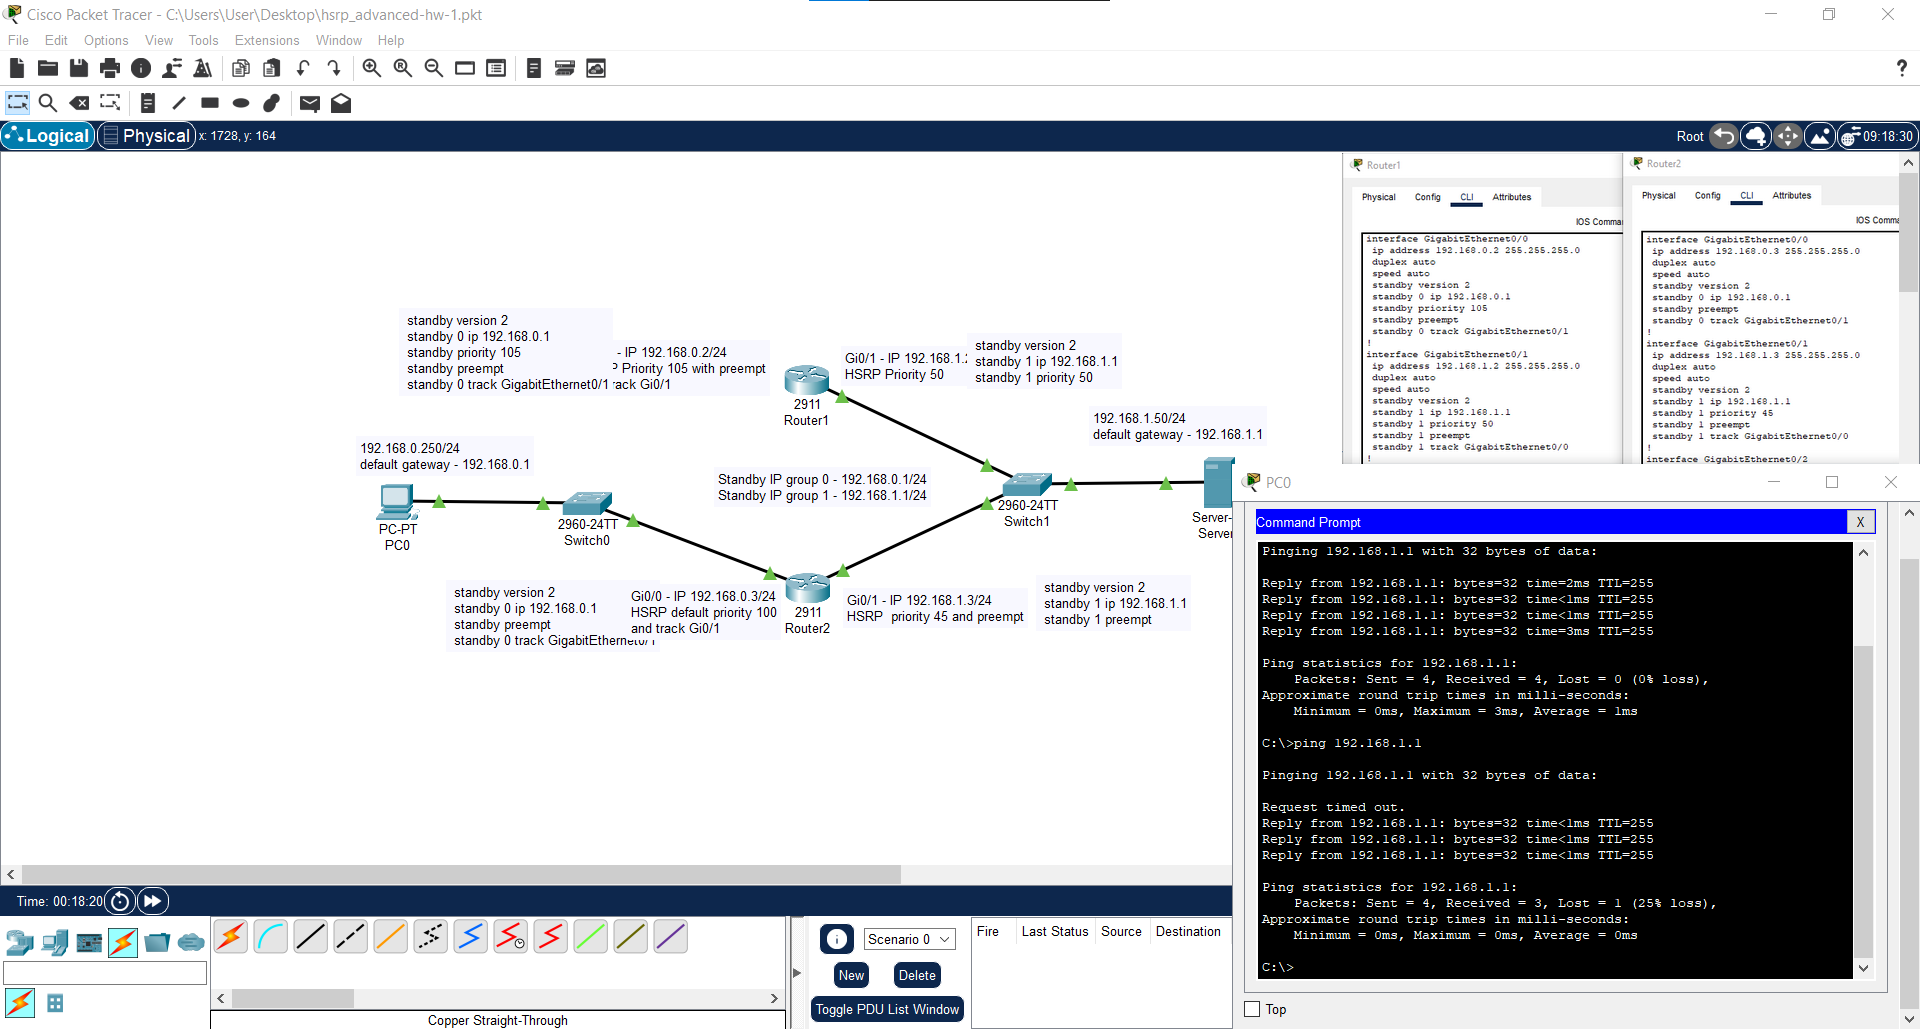 Cisco Packet Tracer - C:\Users\User\Desktop\hsrp_advanced-hw-1.pkt
File Edit Options View Tools Extensions Window Help
Logical Physical x: 1728, y: 164
Root 09:18:30
standby version 2
standby 0 ip 192.168.0.1
standby priority 105
standby preempt
standby 0 track GigabitEthernet0/1
- IP 192.168.0.2/24
Priority 105 with preempt
rack Gi0/1
2911
Router1
Gi0/1 - IP 192.168.1.2
HSRP Priority 50
standby version 2
standby 1 ip 192.168.1.1
standby 1 priority 50
192.168.1.50/24
default gateway - 192.168.1.1
192.168.0.250/24
default gateway - 192.168.0.1
Standby IP group 0 - 192.168.0.1/24
Standby IP group 1 - 192.168.1.1/24
PC-PT
PC0
2960-24TT
Switch0
2960-24TT
Switch1
Server-
Server
standby version 2
standby 0 ip 192.168.0.1
standby preempt
standby 0 track GigabitEthernet0/1
Gi0/0 - IP 192.168.0.3/24
HSRP default priority 100
and track Gi0/1
2911
Router2
Gi0/1 - IP 192.168.1.3/24
HSRP  priority 45 and preempt
standby version 2
standby 1 ip 192.168.1.1
standby 1 preempt
Router1
Physical Config CLI Attributes
IOS Comma
interface GigabitEthernet0/0
ip address 192.168.0.2 255.255.255.0
duplex auto
speed auto
standby version 2
standby 0 ip 192.168.0.1
standby priority 105
standby preempt
standby 0 track GigabitEthernet0/1
!
interface GigabitEthernet0/1
ip address 192.168.1.2 255.255.255.0
duplex auto
speed auto
standby version 2
standby 1 ip 192.168.1.1
standby 1 priority 50
standby 1 preempt
standby 1 track GigabitEthernet0/0
!
Router2
Physical Config CLI Attributes
IOS Comma
interface GigabitEthernet0/0
ip address 192.168.0.3 255.255.255.0
duplex auto
speed auto
standby version 2
standby 0 ip 192.168.0.1
standby preempt
standby 0 track GigabitEthernet0/1
!
interface GigabitEthernet0/1
ip address 192.168.1.3 255.255.255.0
duplex auto
speed auto
standby version 2
standby 1 ip 192.168.1.1
standby 1 priority 45
standby 1 preempt
standby 1 track GigabitEthernet0/0
!
interface GigabitEthernet0/2
PC0
Command Prompt X
Pinging 192.168.1.1 with 32 bytes of data:
Reply from 192.168.1.1: bytes=32 time=2ms TTL=255
Reply from 192.168.1.1: bytes=32 time<1ms TTL=255
Reply from 192.168.1.1: bytes=32 time<1ms TTL=255
Reply from 192.168.1.1: bytes=32 time=3ms TTL=255
Ping statistics for 192.168.1.1:
Packets: Sent = 4, Received = 4, Lost = 0 (0% loss),
Approximate round trip times in milli-seconds:
Minimum = 0ms, Maximum = 3ms, Average = 1ms
C:\>ping 192.168.1.1
Pinging 192.168.1.1 with 32 bytes of data:
Request timed out.
Reply from 192.168.1.1: bytes=32 time<1ms TTL=255
Reply from 192.168.1.1: bytes=32 time<1ms TTL=255
Reply from 192.168.1.1: bytes=32 time<1ms TTL=255
Ping statistics for 192.168.1.1:
Packets: Sent = 4, Received = 3, Lost = 1 (25% loss),
Approximate round trip times in milli-seconds:
Minimum = 0ms, Maximum = 0ms, Average = 0ms
C:\>
Top
Time: 00:18:20
Copper Straight-Through
Scenario 0
New Delete
Toggle PDU List Window
Fire Last Status Source Destination